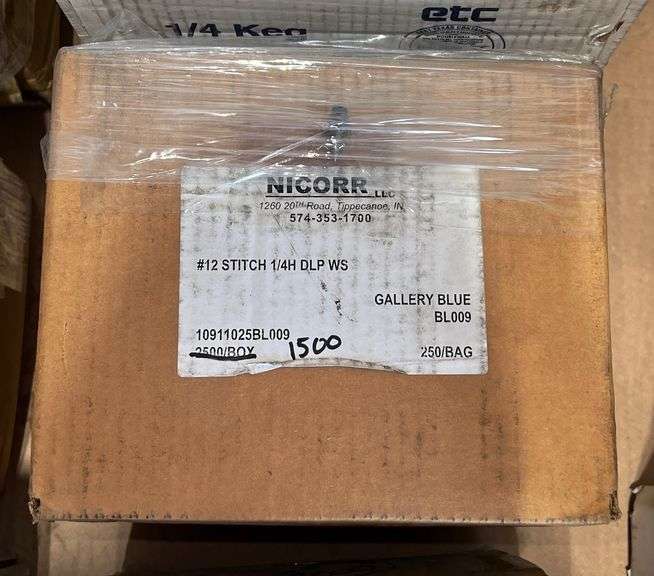 1/4 Keg
etc
NICORR LLC
1260 20TH Road, Tippecanoe, IN
574-353-1700
#12 STITCH 1/4H DLP WS
GALLERY BLUE
BL009
10911025BL009
2500/BOX 1500
250/BAG